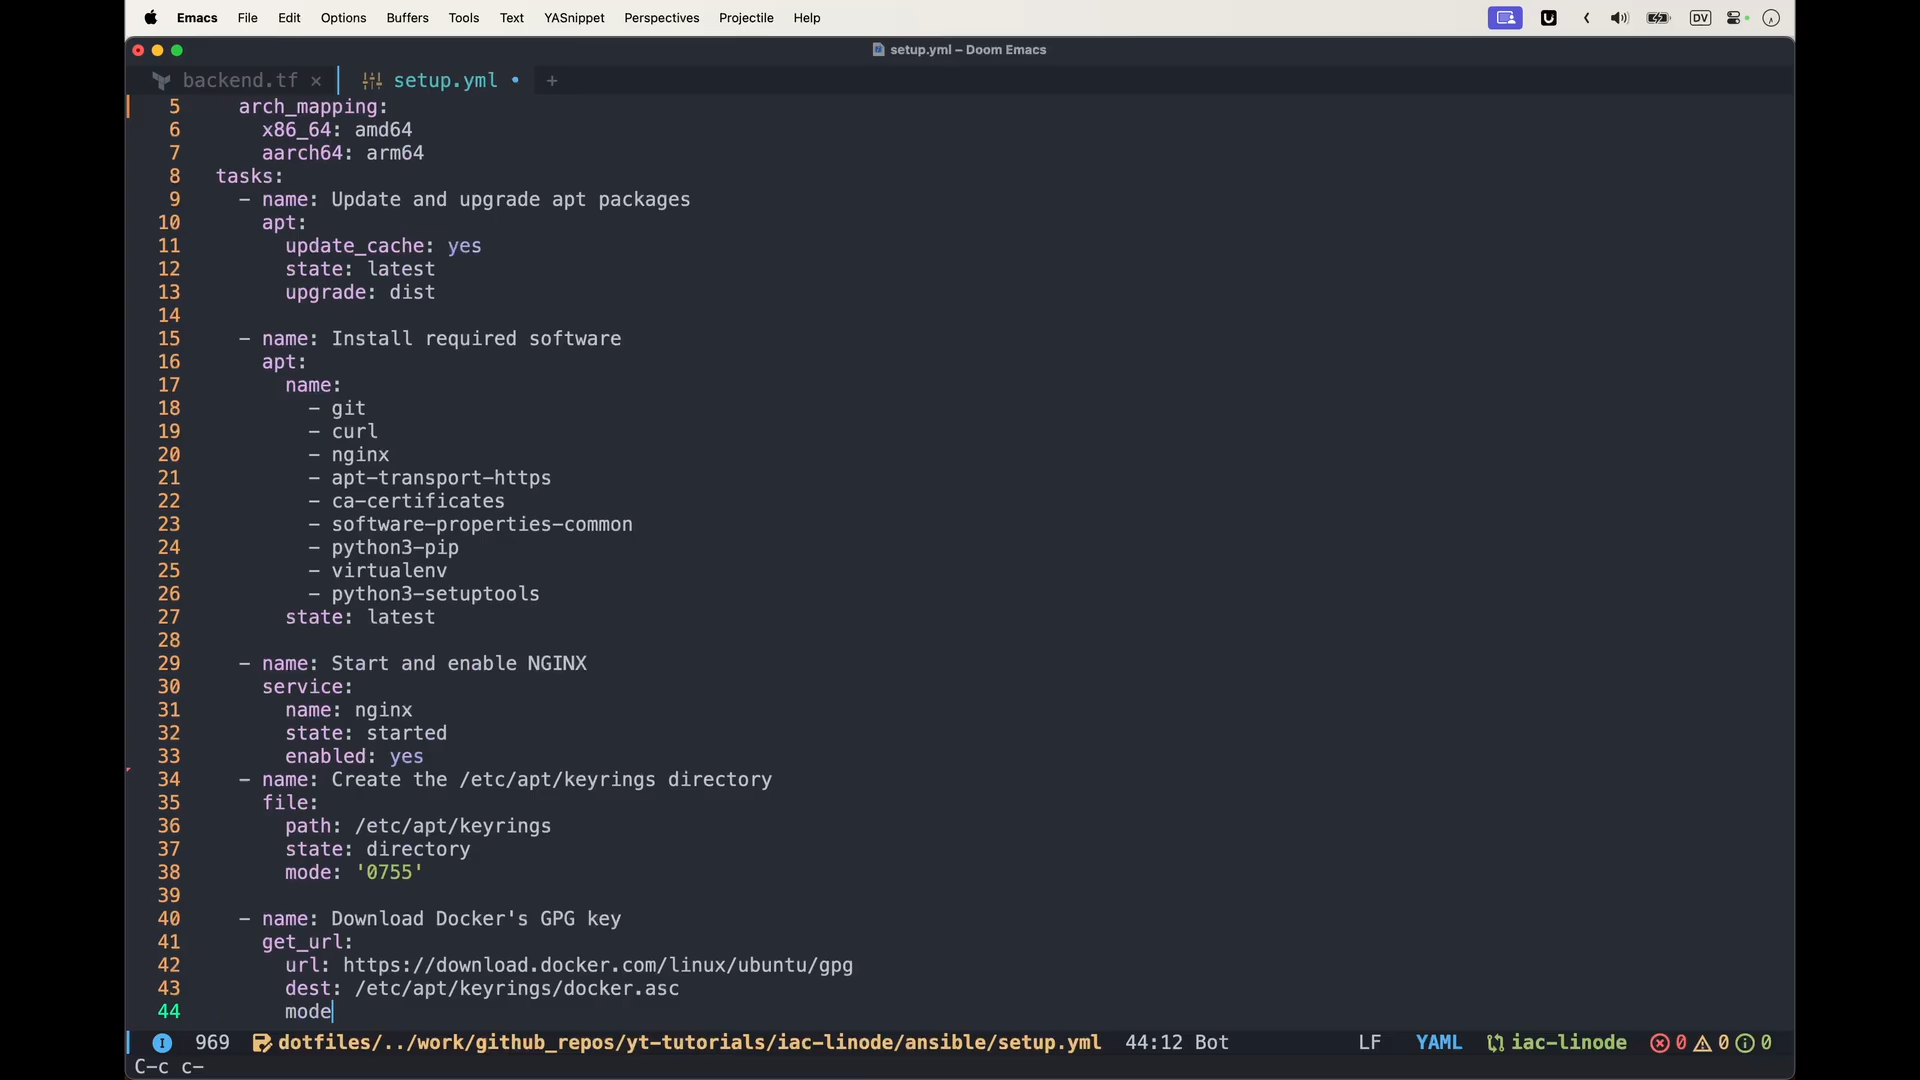 Emacs File Edit Options Buffers Tools Text YASnippet Perspectives Projectile Help DV
setup.yml – Doom Emacs
backend.tf × setup.yml • +
5 arch_mapping:
6 x86_64: amd64
7 aarch64: arm64
8 tasks:
9 - name: Update and upgrade apt packages
10 apt:
11 update_cache: yes
12 state: latest
13 upgrade: dist
14
15 - name: Install required software
16 apt:
17 name:
18 - git
19 - curl
20 - nginx
21 - apt-transport-https
22 - ca-certificates
23 - software-properties-common
24 - python3-pip
25 - virtualenv
26 - python3-setuptools
27 state: latest
28
29 - name: Start and enable NGINX
30 service:
31 name: nginx
32 state: started
33 enabled: yes
34 - name: Create the /etc/apt/keyrings directory
35 file:
36 path: /etc/apt/keyrings
37 state: directory
38 mode: '0755'
39
40 - name: Download Docker's GPG key
41 get_url:
42 url: https://download.docker.com/linux/ubuntu/gpg
43 dest: /etc/apt/keyrings/docker.asc
44 mode
I 969 dotfiles/../work/github_repos/yt-tutorials/iac-linode/ansible/setup.yml 44:12 Bot LF YAML iac-linode 0 0 0
C-c c-